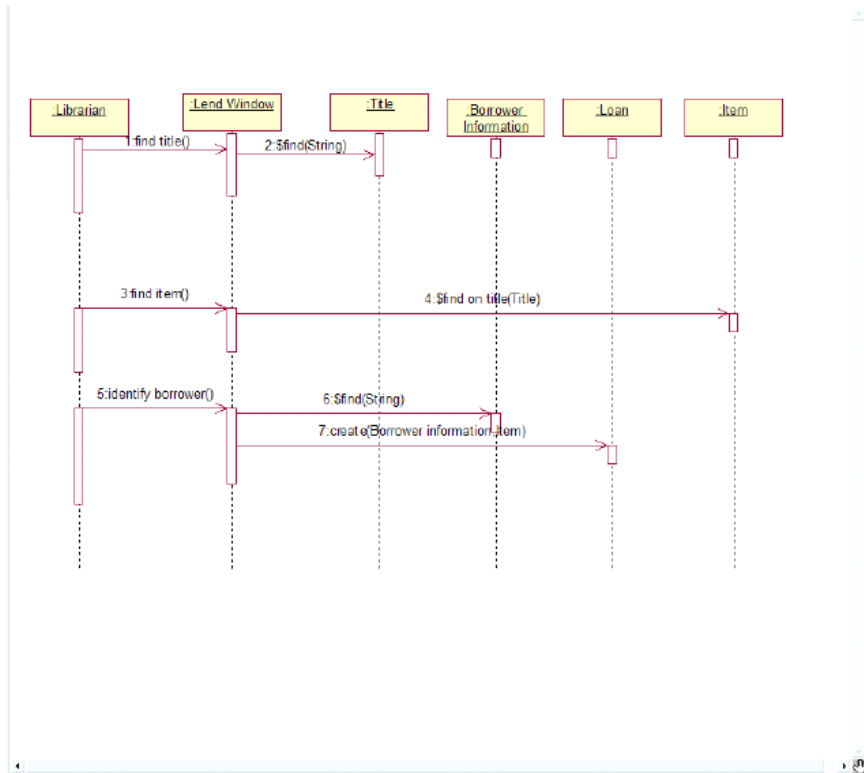 :Librarian
:Lend Window
:Title
:Borrower
Information
:Loan
:Item
1:find title()
2:$find(String)
3:find item()
4:$find on title(Title)
5:identify borrower()
6:$find(String)
7:create(Borrower information,Item)